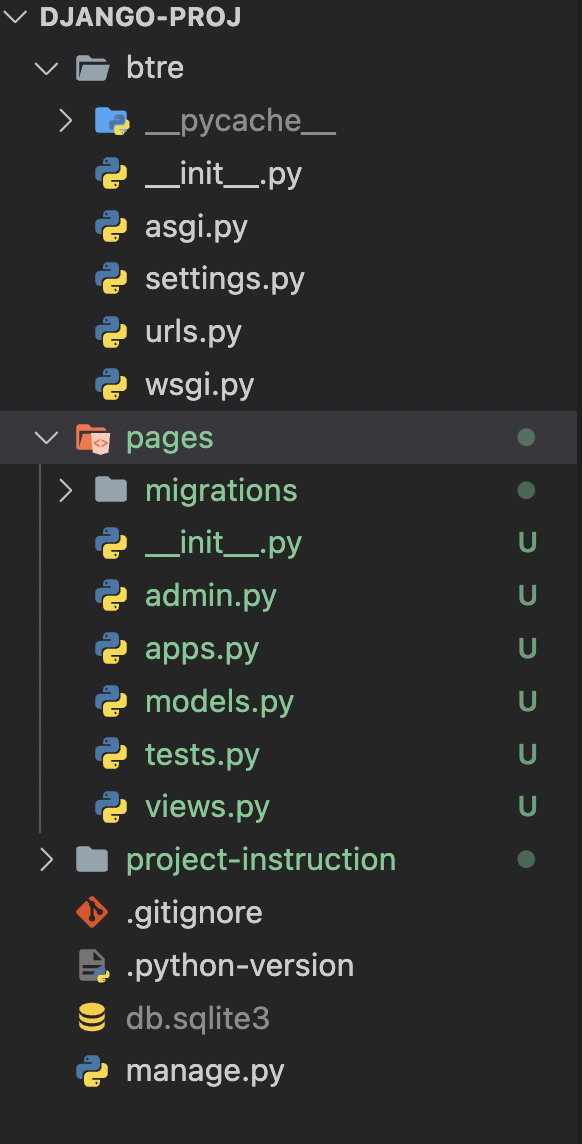 DJANGO-PROJ
btre
__pycache__
__init__.py
asgi.py
settings.py
urls.py
wsgi.py
pages
migrations
__init__.py U
admin.py U
apps.py U
models.py U
tests.py U
views.py U
project-instruction
.gitignore
.python-version
db.sqlite3
manage.py